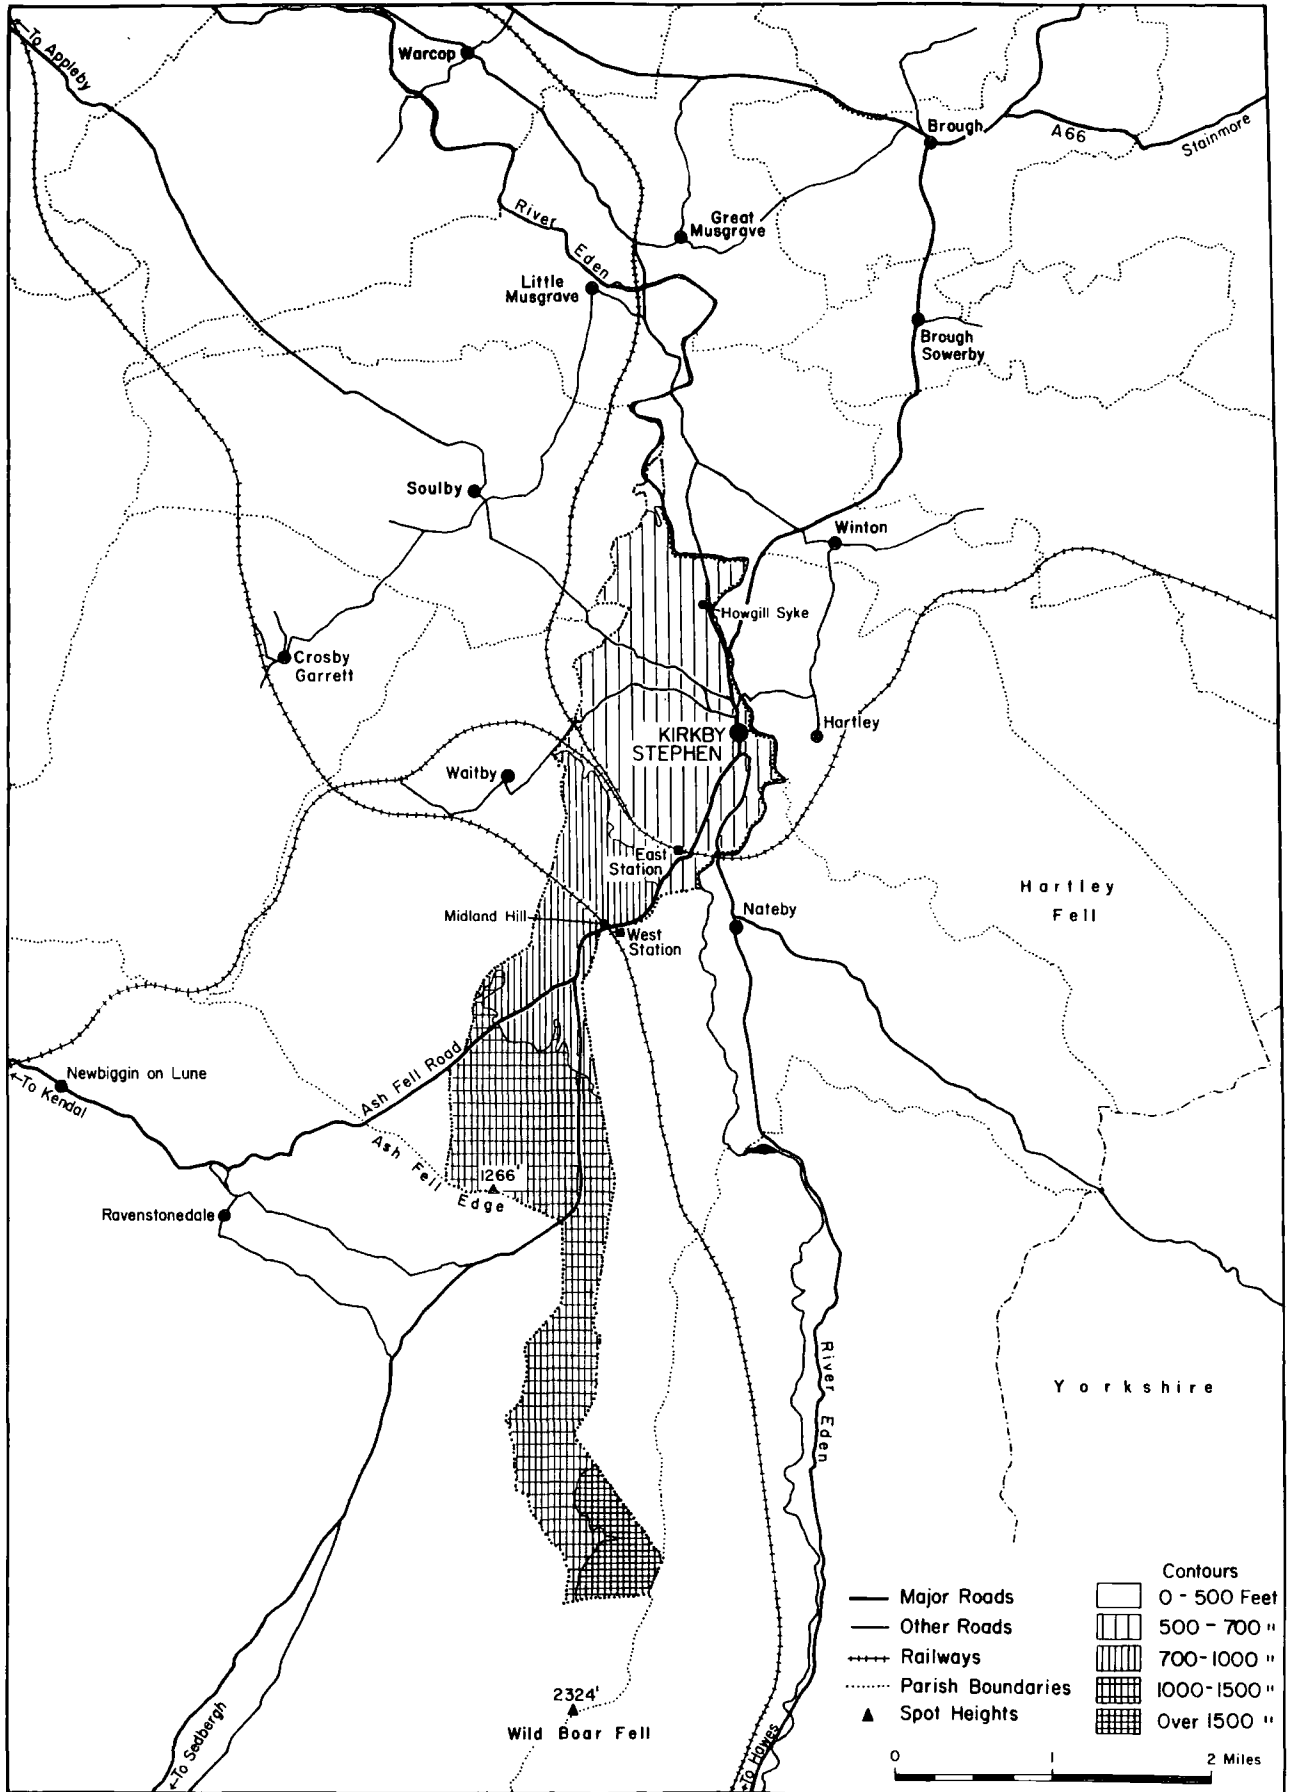 ←To Appleby
Warcop
Brough
A66
Stainmore
River Eden
Great
Musgrave
Little
Musgrave
Brough
Sowerby
Soulby
Winton
Howgill Syke
Crosby
Garrett
KIRKBY
STEPHEN
Hartley
Waitby
East
Station
Hartley
Fell
Midland Hill
West
Station
Nateby
Ash Fell Road
Newbiggin on Lune
←To Kendal
Ash Fell Edge
1266'
Ravenstonedale
River Eden
Yorkshire
←To Sedbergh
2324'
Wild Boar Fell
←To Hawes
Major Roads
Other Roads
Railways
Parish Boundaries
Spot Heights
Contours
0 - 500 Feet
500 - 700 "
700-1000 "
1000-1500 "
Over 1500 "
0 1 2 Miles